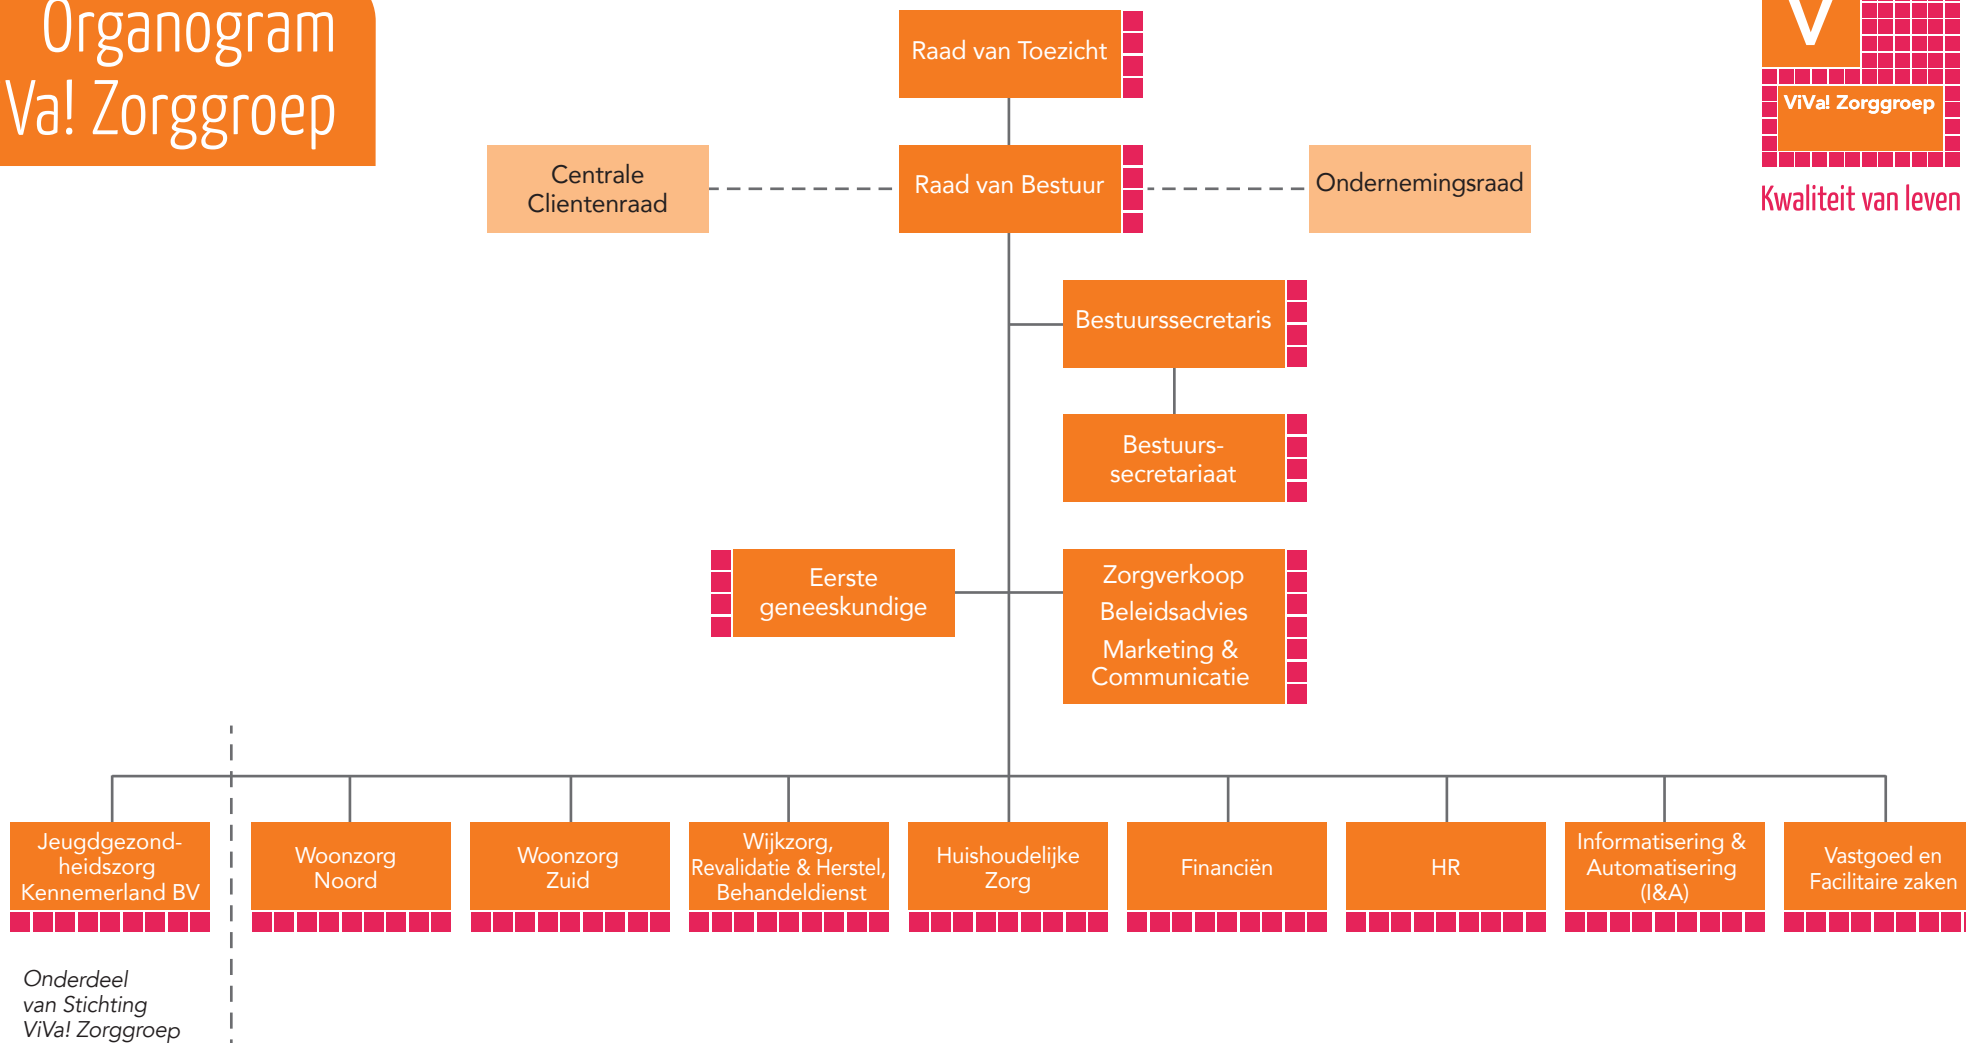 Organogram
Va! Zorggroep
Raad van Toezicht
V
ViVa! Zorggroep
Kwaliteit van leven
Centrale
Clientenraad
Raad van Bestuur
Ondernemingsraad
Bestuurssecretaris
Bestuurs-
secretariaat
Eerste
geneeskundige
Zorgverkoop
Beleidsadvies
Marketing &
Communicatie
Jeugdgezond-
heidszorg
Kennemerland BV
Woonzorg
Noord
Woonzorg
Zuid
Wijkzorg,
Revalidatie & Herstel,
Behandeldienst
Huishoudelijke
Zorg
Financiën
HR
Informatisering &
Automatisering
(I&A)
Vastgoed en
Facilitaire zaken
Onderdeel
van Stichting
ViVa! Zorggroep